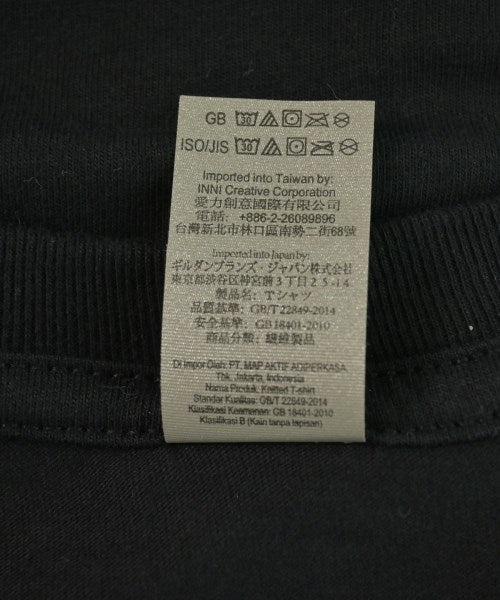 GB 30
ISO/JIS 30
Imported into Taiwan by:
INNI Creative Corporation
愛力創意國際有限公司
電話: +886-2-26089896
台灣新北市林口區南勢二街68號
Imported into Japan by:
ギルダンブランズ・ジャパン株式会社
東京都渋谷区神宮前3丁目25-14
製品名: Tシャツ
品質基準: GB/T 22849-2014
安全基準: GB 18401-2010
商品分類: 繊維製品
Di Impor Oleh: PT. MAP AKTIF ADIPERKASA
Tbk. Jakarta, Indonesia
Nama Produk: Knitted T-shirt
Standar Kualitas: GB/T 22849-2014
Klasifikasi Keamanan: GB 18401-2010
Klasifikasi B (Kain tanpa lapisan)